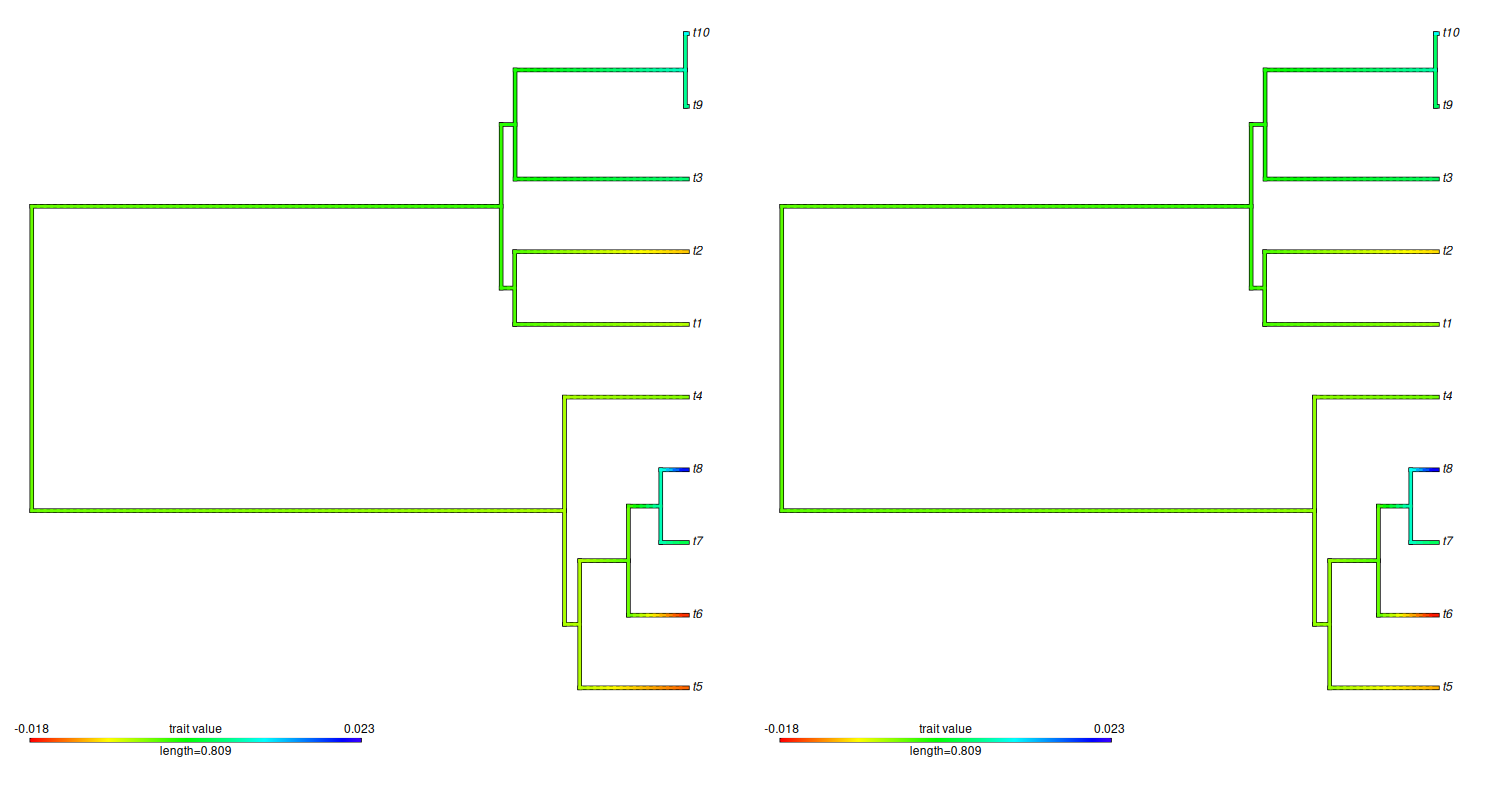 t10 t10
t9 t9
t3 t3
t2 t2
t1 t1
t4 t4
t8 t8
t7 t7
t6 t6
t5 t5
-0.018 trait value 0.023 -0.018 trait value 0.023
length=0.809 length=0.809